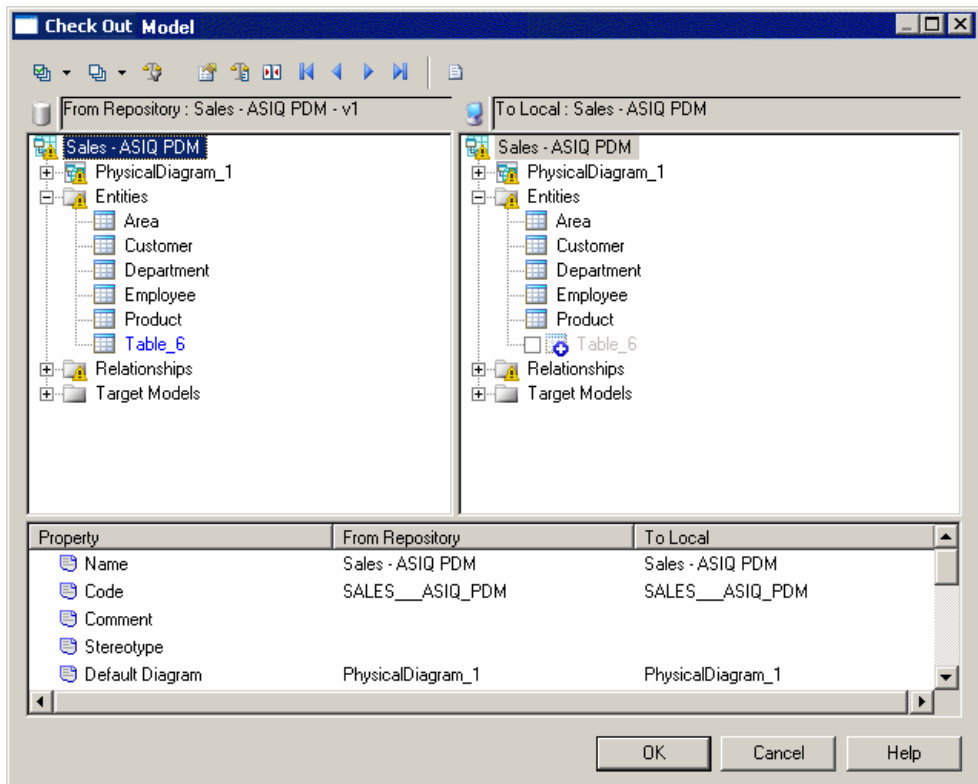 Check Out Model
From Repository : Sales - ASIQ PDM - v1
To Local : Sales - ASIQ PDM
Sales - ASIQ PDM
PhysicalDiagram_1
Entities
Area
Customer
Department
Employee
Product
Table_6
Relationships
Target Models
Sales - ASIQ PDM
PhysicalDiagram_1
Entities
Area
Customer
Department
Employee
Product
Table_6
Relationships
Target Models
Property From Repository To Local
Name Sales - ASIQ PDM Sales - ASIQ PDM
Code SALES___ASIQ_PDM SALES___ASIQ_PDM
Comment
Stereotype
Default Diagram PhysicalDiagram_1 PhysicalDiagram_1
OK Cancel Help